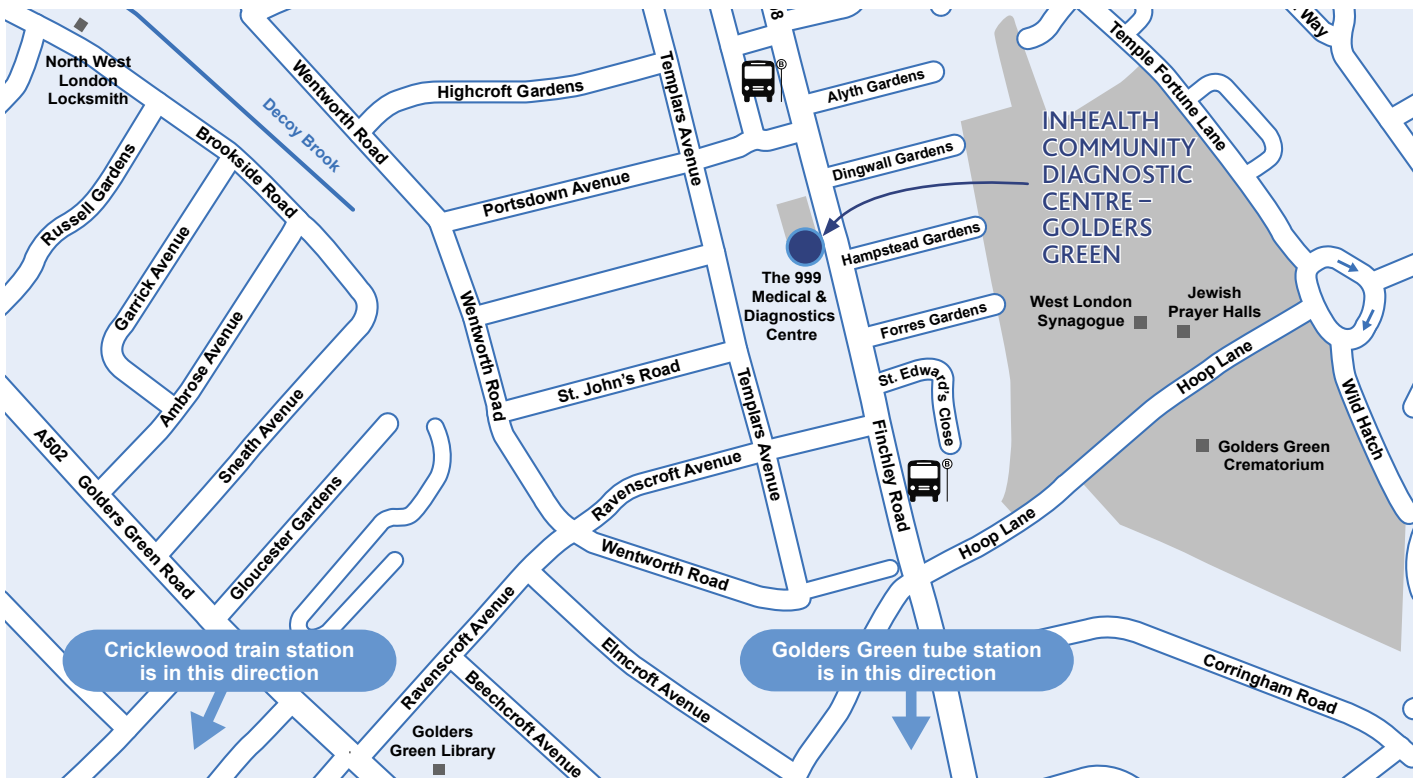 North West
London
Locksmith
Decoy Brook
Wentworth Road
Highcroft Gardens
Templars Avenue
B
Alyth Gardens
Temple Fortune Lane
Way
Russell Gardens
Brookside Road
Portsdown Avenue
Dingwall Gardens
INHEALTH
COMMUNITY
DIAGNOSTIC
CENTRE –
GOLDERS
GREEN
Garrick Avenue
Hampstead Gardens
The 999
Medical &
Diagnostics
Centre
Wentworth Road
Forres Gardens
West London
Synagogue
Jewish
Prayer Halls
Ambrose Avenue
St. John's Road
Templars Avenue
St. Edward's Close
Hoop Lane
Wild Hatch
A502
Sneath Avenue
Finchley Road
Golders Green
Crematorium
Golders Green Road
Gloucester Gardens
Ravenscroft Avenue
B
Hoop Lane
Wentworth Road
Cricklewood train station
is in this direction
Ravenscroft Avenue
Elmcroft Avenue
Golders Green tube station
is in this direction
Corringham Road
Beechcroft Avenue
Golders
Green Library